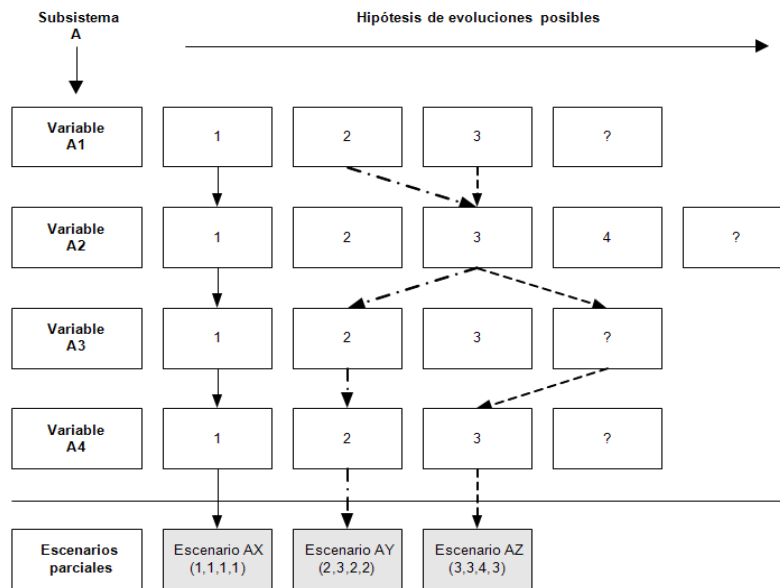 Subsistema
A
Hipótesis de evoluciones posibles
Variable
A1
1
2
3
?
Variable
A2
1
2
3
4
?
Variable
A3
1
2
3
?
Variable
A4
1
2
3
?
Escenarios
parciales
Escenario AX
(1,1,1,1)
Escenario AY
(2,3,2,2)
Escenario AZ
(3,3,4,3)